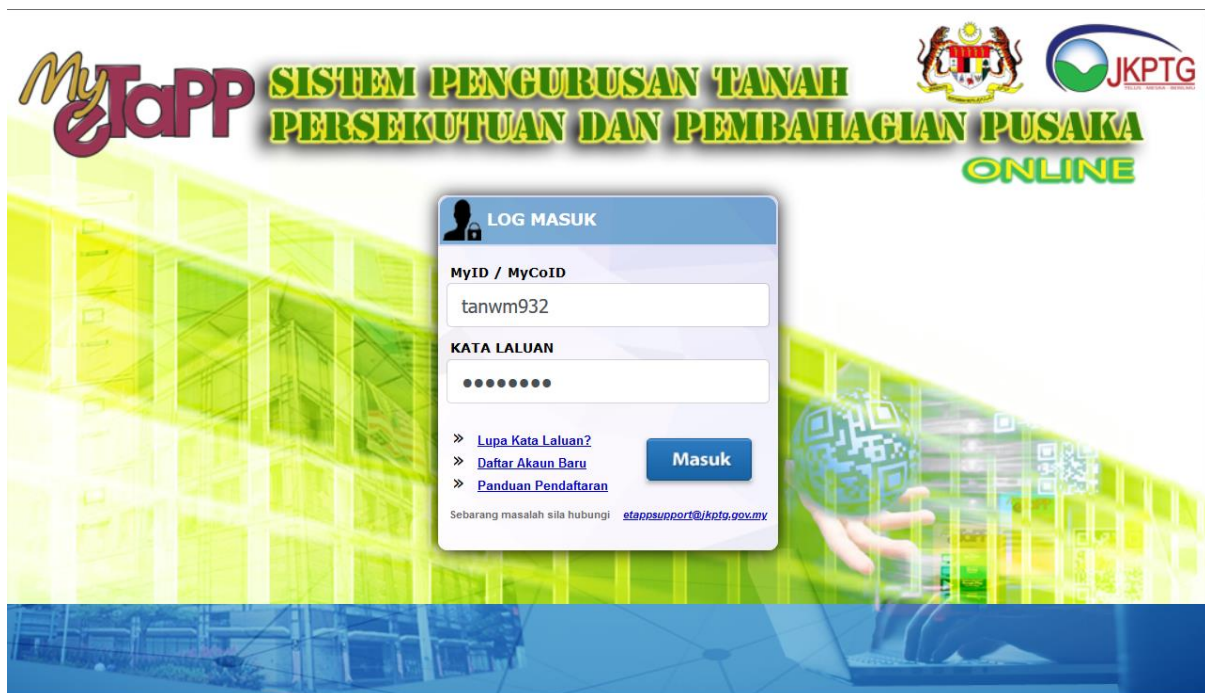 MyeTaPP
SISTEM PENGURUSAN TANAH
PERSEKUTUAN DAN PEMBAHAGIAN PUSAKA
ONLINE
JKPTG
LOG MASUK
MyID / MyCoID
tanwm932
KATA LALUAN
••••••••
» Lupa Kata Laluan?
» Daftar Akaun Baru
» Panduan Pendaftaran
Masuk
Sebarang masalah sila hubungi etappsupport@jkptg.gov.my